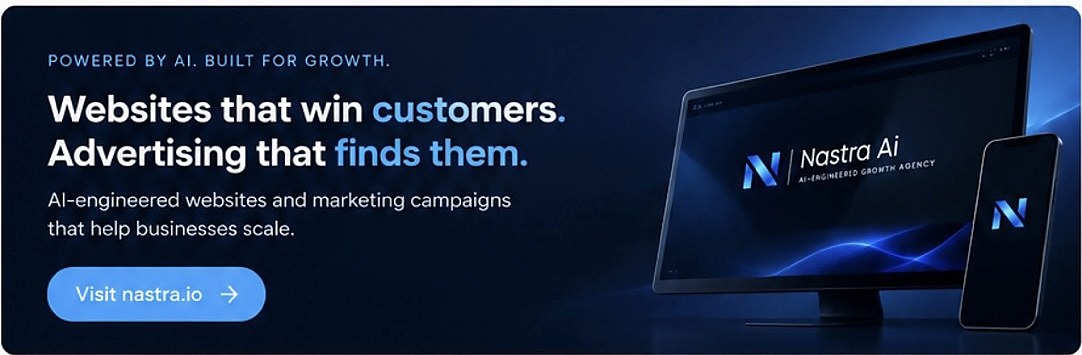 POWERED BY AI. BUILT FOR GROWTH.
Websites that win customers.
Advertising that finds them.
AI-engineered websites and marketing campaigns
that help businesses scale.
Visit nastra.io →
N | Nastra Ai
AI-ENGINEERED GROWTH AGENCY
N